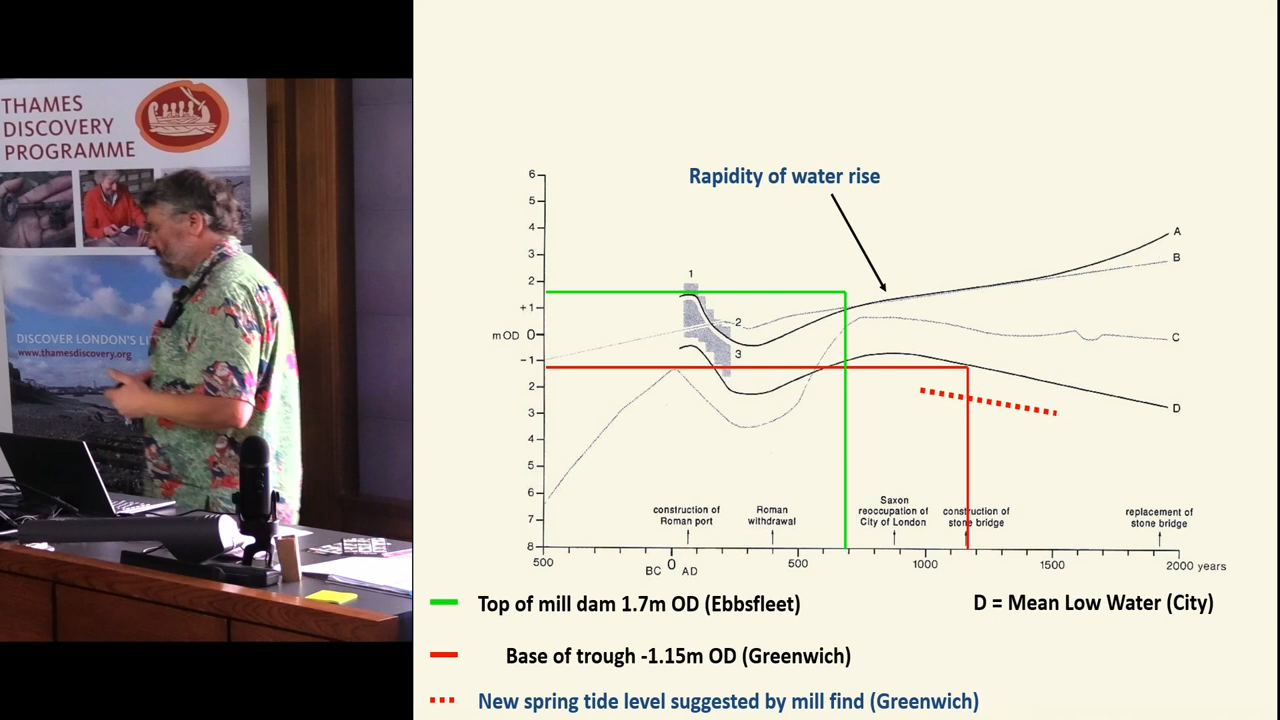 THAMES
DISCOVERY
PROGRAMME
DISCOVER LONDON'S
www.thamesdiscovery.org
Rapidity of water rise
6
5
4
3
2
+1
mOD 0
−1
2
3
4
5
6
7
8
1
2
3
A
B
C
D
construction of
Roman port
Roman
withdrawal
Saxon
reoccupation of
City of London
construction of
stone bridge
replacement of
stone bridge
500
BC 0 AD
500
1000
1500
2000 years
Top of mill dam 1.7m OD (Ebbsfleet)
D = Mean Low Water (City)
Base of trough -1.15m OD (Greenwich)
New spring tide level suggested by mill find (Greenwich)